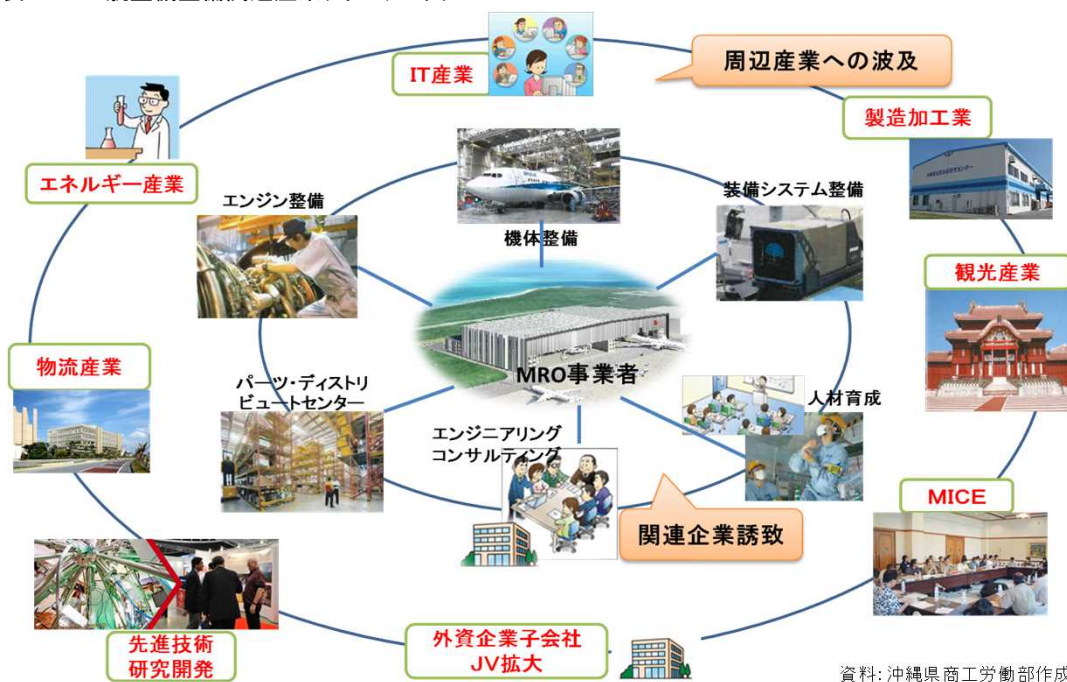 IT産業
周辺産業への波及
製造加工業
エネルギー産業
エンジン整備
機体整備
装備システム整備
観光産業
物流産業
MRO事業者
パーツ・ディストリ
ビュートセンター
人材育成
エンジニアリング
コンサルティング
MICE
関連企業誘致
先進技術
研究開発
外資企業子会社
JV拡大
資料:沖縄県商工労働部作成